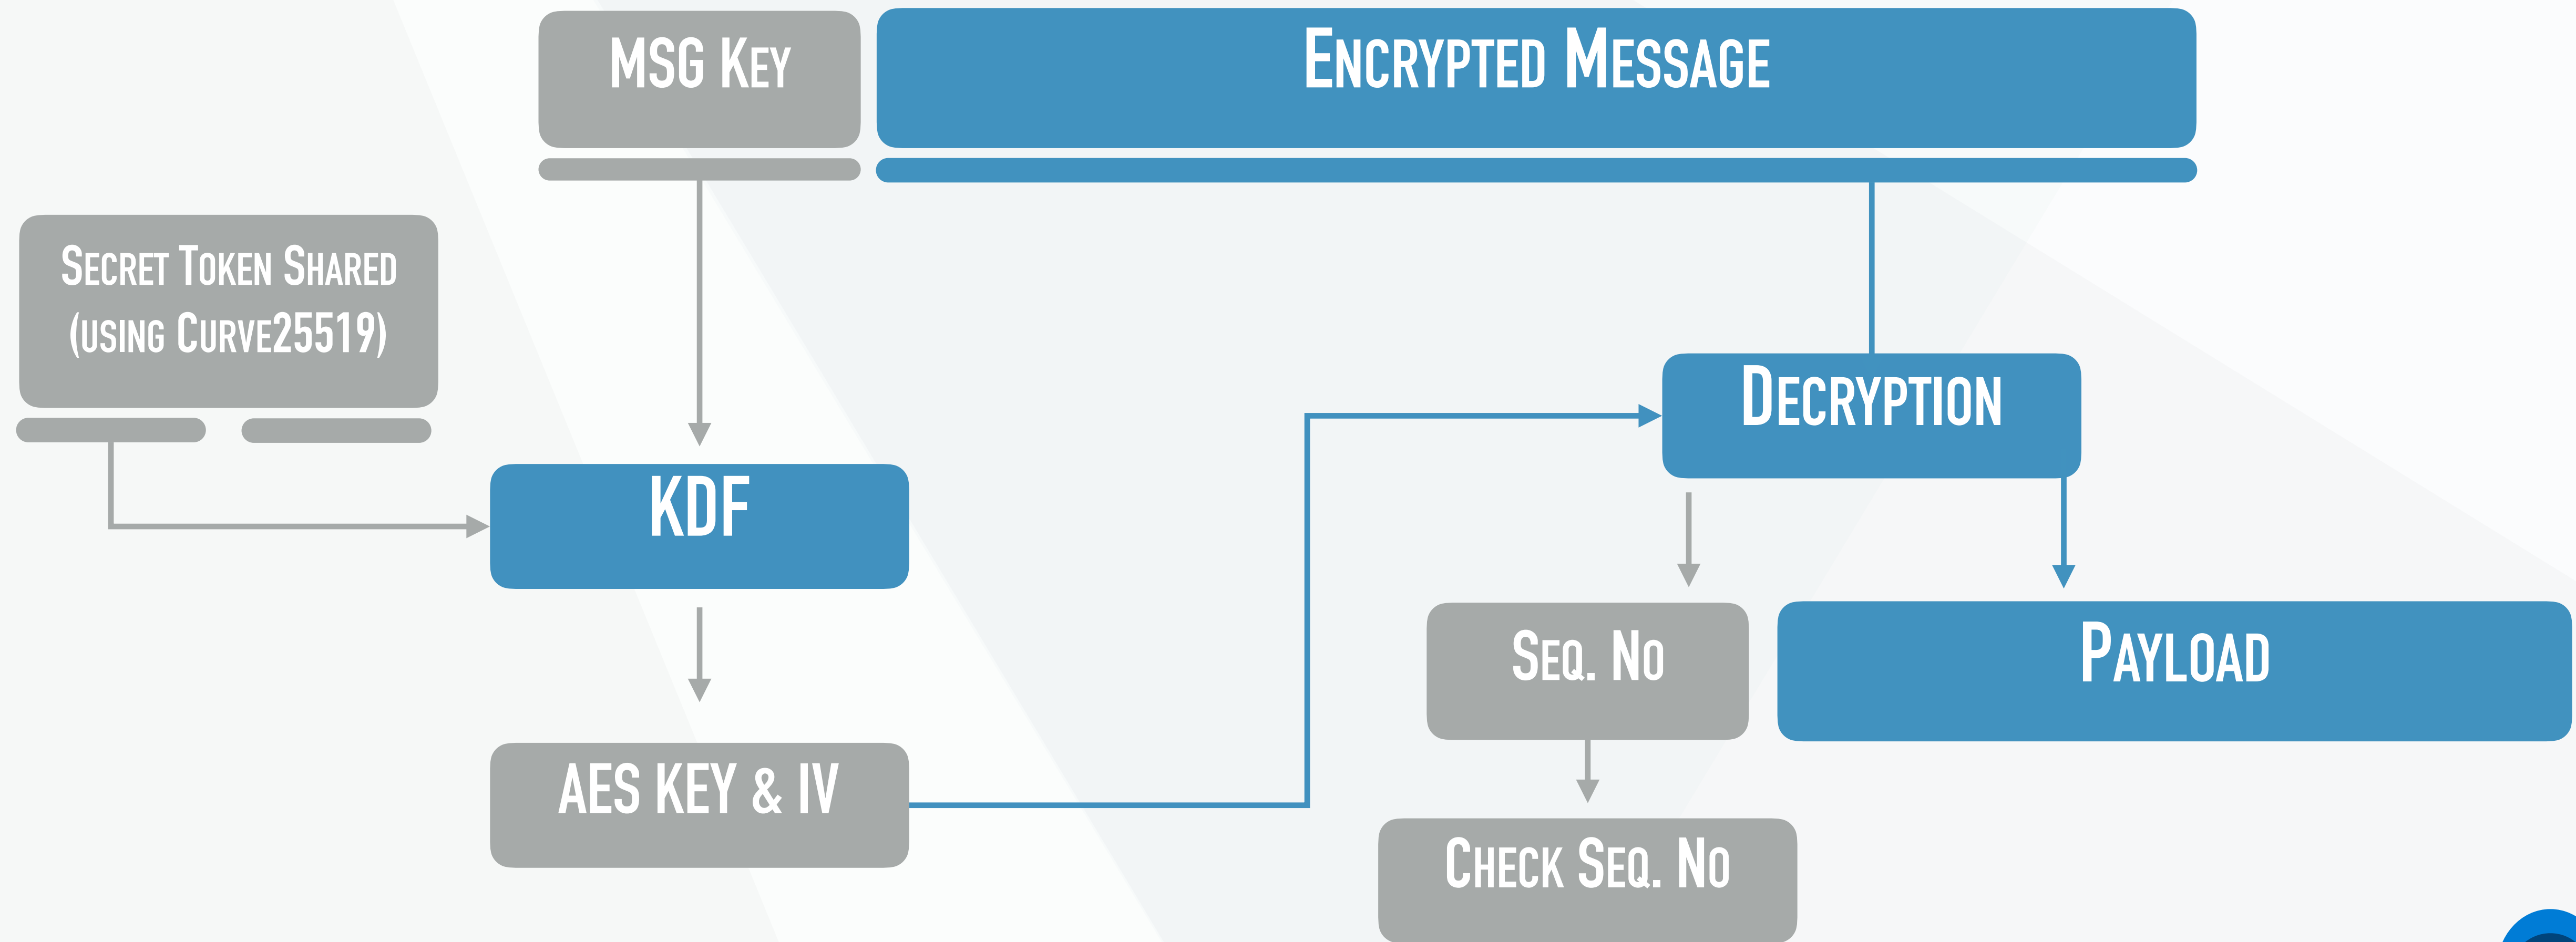 MSG Key
Encrypted Message
Secret Token Shared
(using Curve25519)
Decryption
KDF
Seq. No
Payload
AES KEY & IV
Check Seq. No